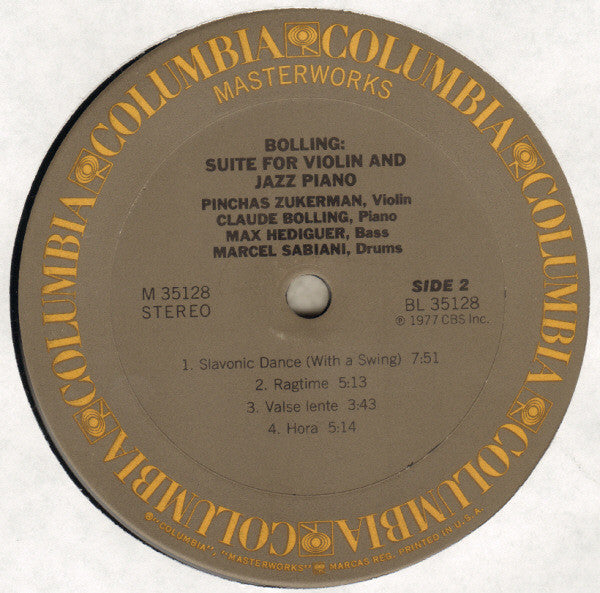 COLUMBIA COLUMBIA COLUMBIA COLUMBIA COLUMBIA COLUMBIA COLUMBIA COLUMBIA
MASTERWORKS
BOLLING:
SUITE FOR VIOLIN AND
JAZZ PIANO
PINCHAS ZUKERMAN, Violin
CLAUDE BOLLING, Piano
MAX HEDIGUER, Bass
MARCEL SABIANI, Drums
M 35128
STEREO
SIDE 2
BL 35128
℗ 1977 CBS Inc.
1. Slavonic Dance (With a Swing) 7:51
2. Ragtime 5:13
3. Valse lente 3:43
4. Hora 5:14
®"COLUMBIA", "MASTERWORKS" MARCAS REG. PRINTED IN U.S.A.